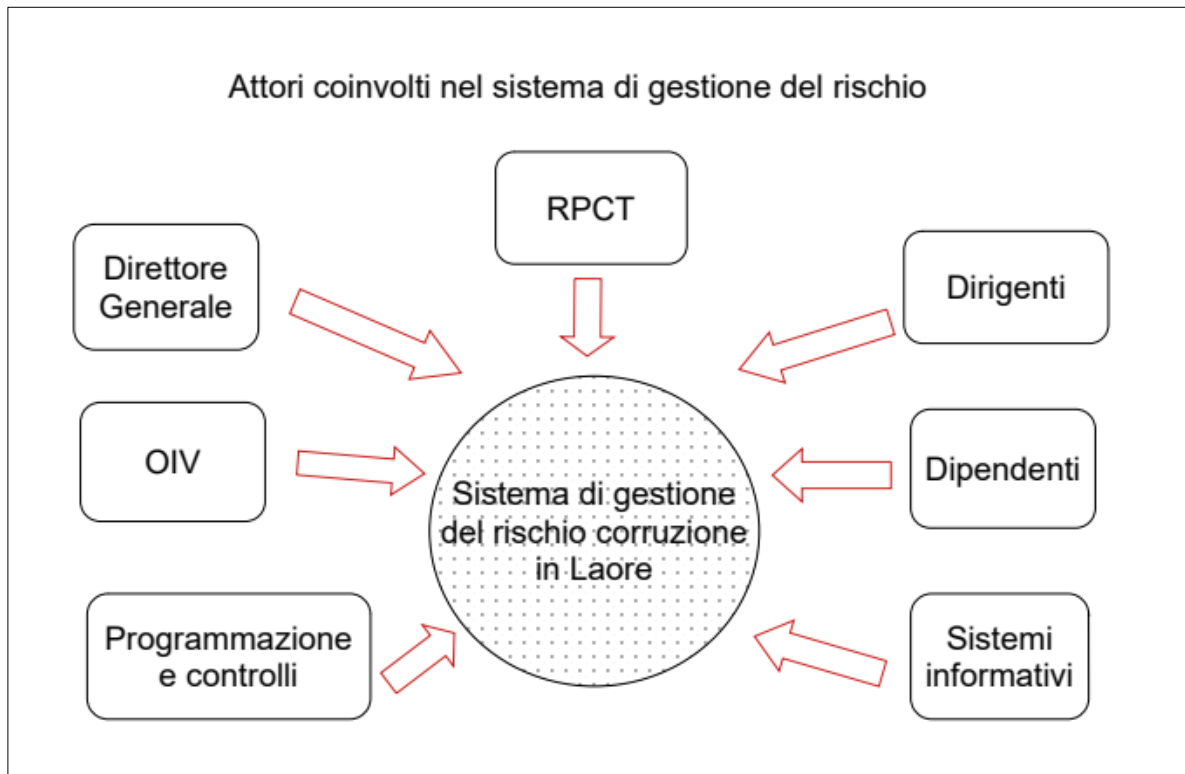 Attori coinvolti nel sistema di gestione del rischio
RPCT
Direttore
Generale
Dirigenti
OIV
Dipendenti
Sistema di gestione
del rischio corruzione
in Laore
Programmazione
e controlli
Sistemi
informativi